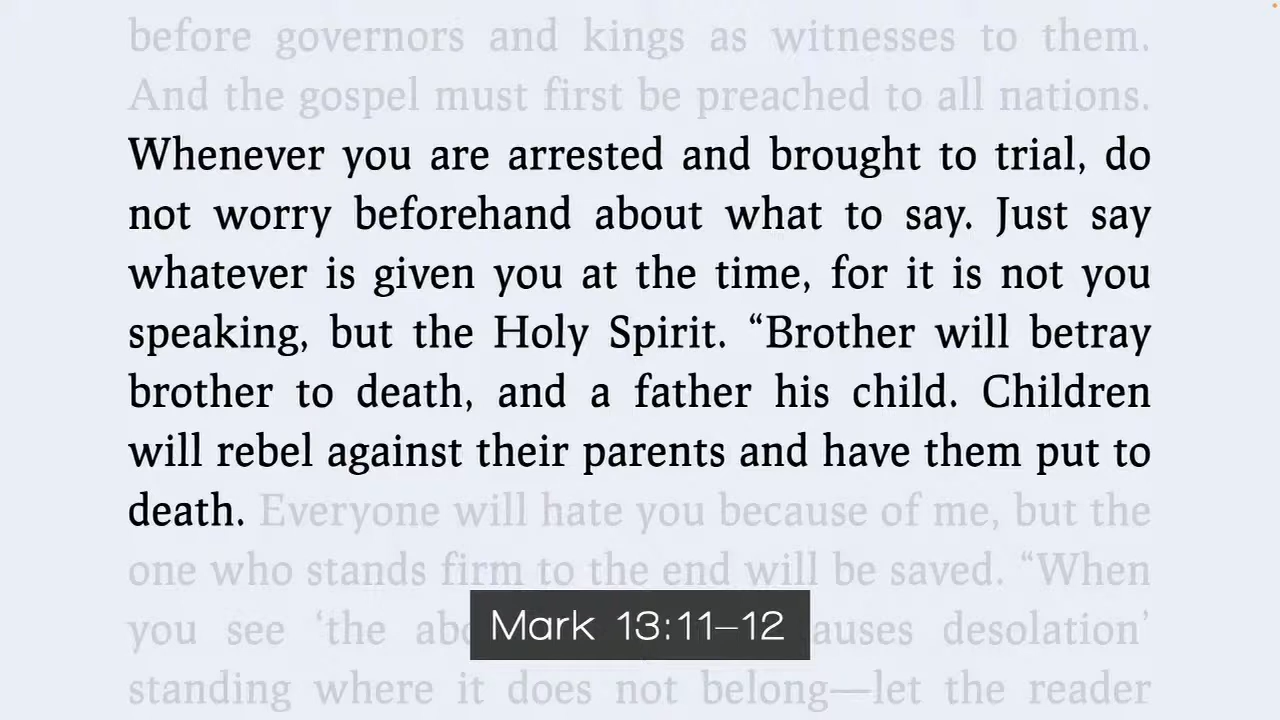 before governors and kings as witnesses to them.
And the gospel must first be preached to all nations.
Whenever you are arrested and brought to trial, do
not worry beforehand about what to say. Just say
whatever is given you at the time, for it is not you
speaking, but the Holy Spirit. “Brother will betray
brother to death, and a father his child. Children
will rebel against their parents and have them put to
death. Everyone will hate you because of me, but the
one who stands firm to the end will be saved. “When
you see ‘the desolation’
Mark 13:11–12
standing where it does not belong—let the reader